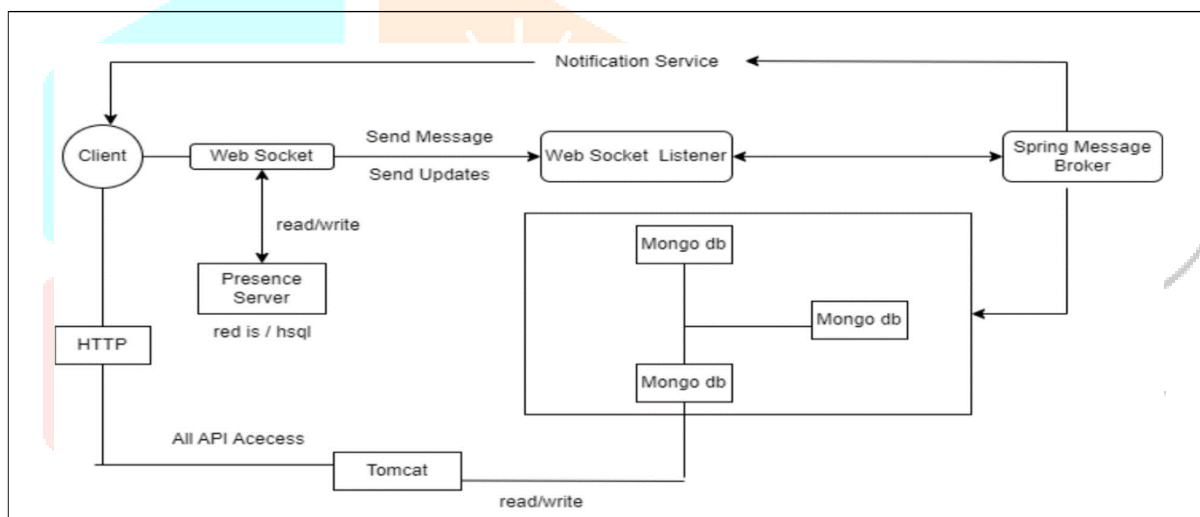 Notification Service
Client
Web Socket
Send Message
Send Updates
Web Socket Listener
Spring Message
Broker
read/write
Presence
Server
red is / hsql
HTTP
Mongo db
Mongo db
Mongo db
All API Acecess
Tomcat
read/write